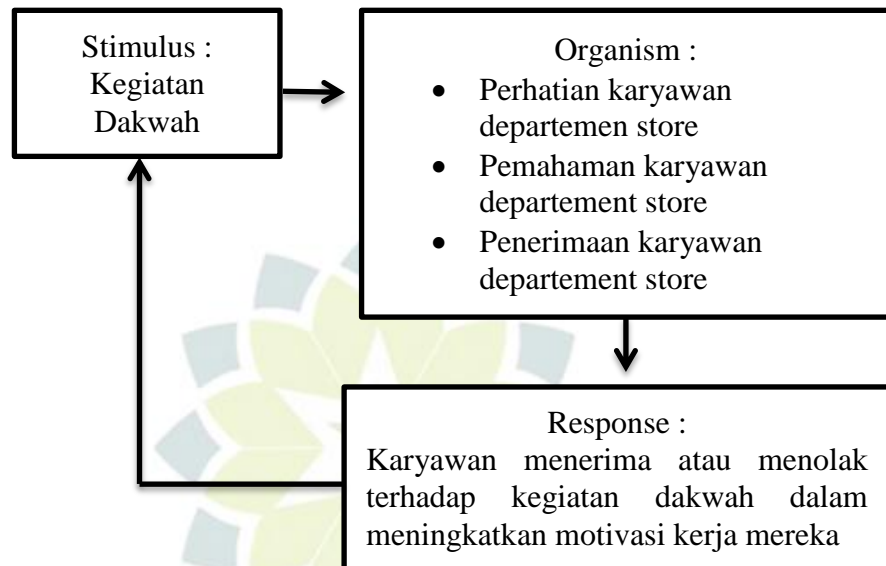 Stimulus :
Kegiatan
Dakwah
Organism :
• Perhatian karyawan
departemen store
• Pemahaman karyawan
departement store
• Penerimaan karyawan
departement store
Response :
Karyawan menerima atau menolak
terhadap kegiatan dakwah dalam
meningkatkan motivasi kerja mereka